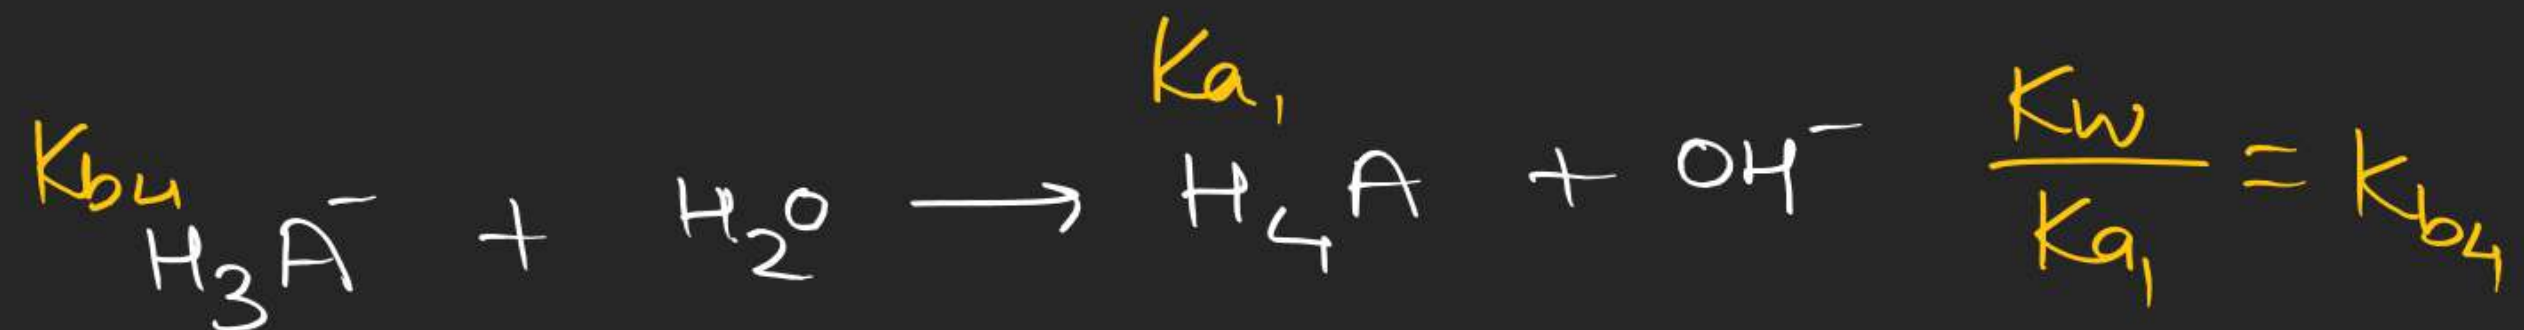 Kb4 H3A⁻ + H2O ⟶ Ka1 H4A + OH⁻ Kw/Ka1 = Kb4